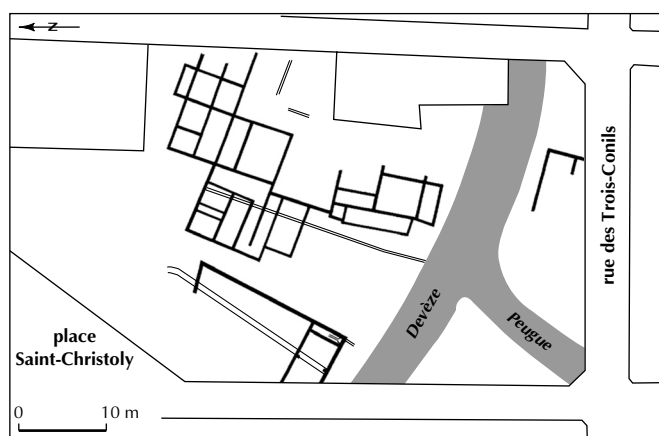 N
rue des Trois-Conils
Devèze
Peugue
place
Saint-Christoly
0 10 m